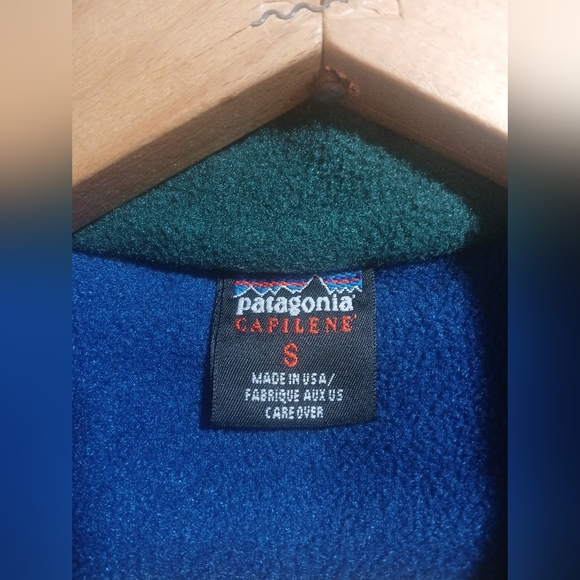 patagonia
CAPILENE
S
MADE IN USA/
FABRIQUE AUX US
CARE OVER